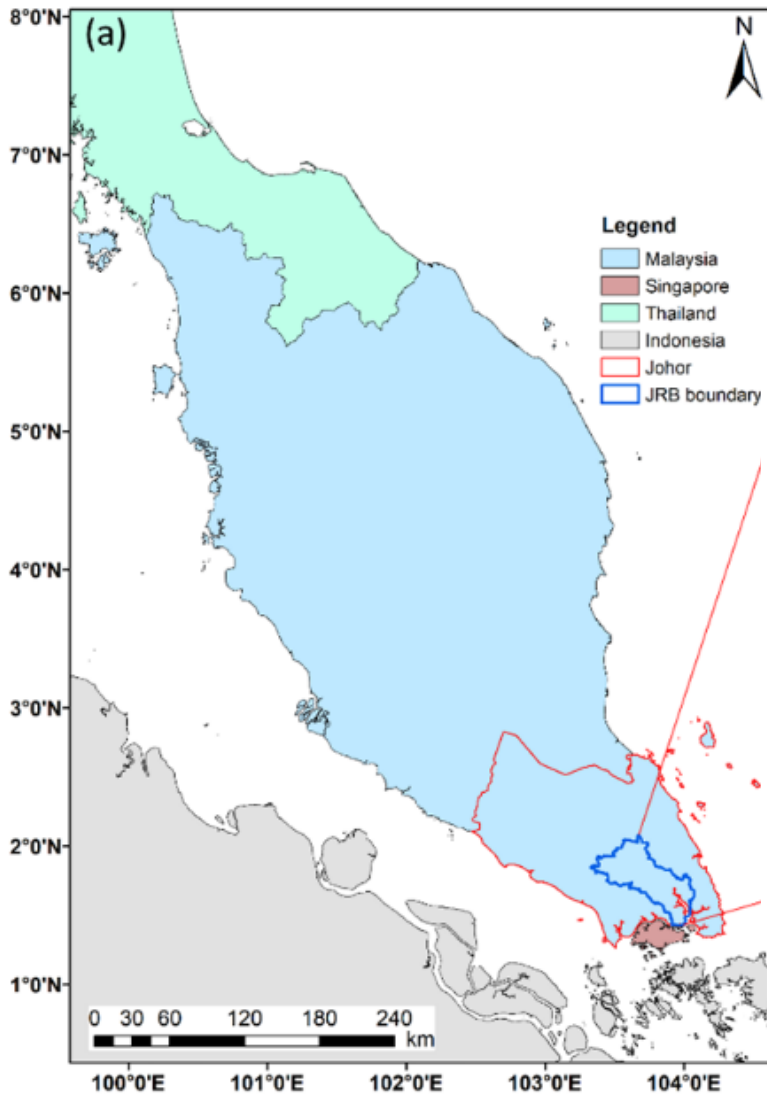 (a)
N
8°0'N
7°0'N
6°0'N
5°0'N
4°0'N
3°0'N
2°0'N
1°0'N
Legend
Malaysia
Singapore
Thailand
Indonesia
Johor
JRB boundary
0 30 60 120 180 240
km
100°0'E 101°0'E 102°0'E 103°0'E 104°0'E